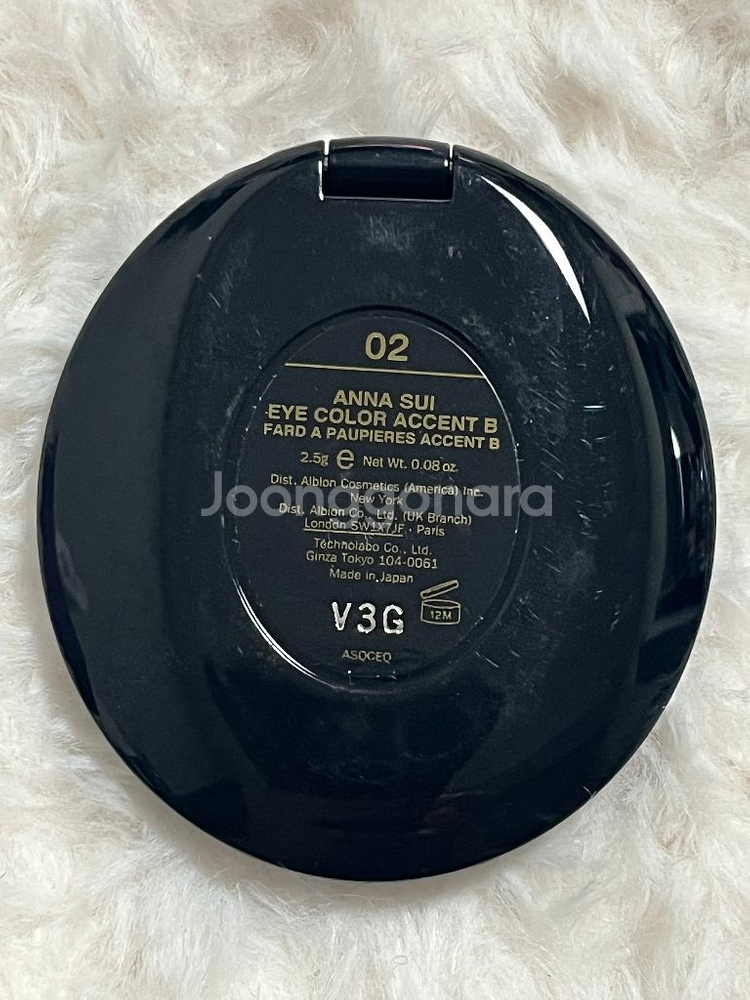 02
ANNA SUI
EYE COLOR ACCENT B
FARD A PAUPIERES ACCENT B
2.5g e Net Wt. 0.08 oz.
Dist. Albion Cosmetics (America) Inc.
New York
Joonggonara
Dist. Albion Co., Ltd. (UK Branch)
London SW1X7JF · Paris
Technolabo Co., Ltd.
Ginza Tokyo 104-0061
Made in Japan
V3G
12M